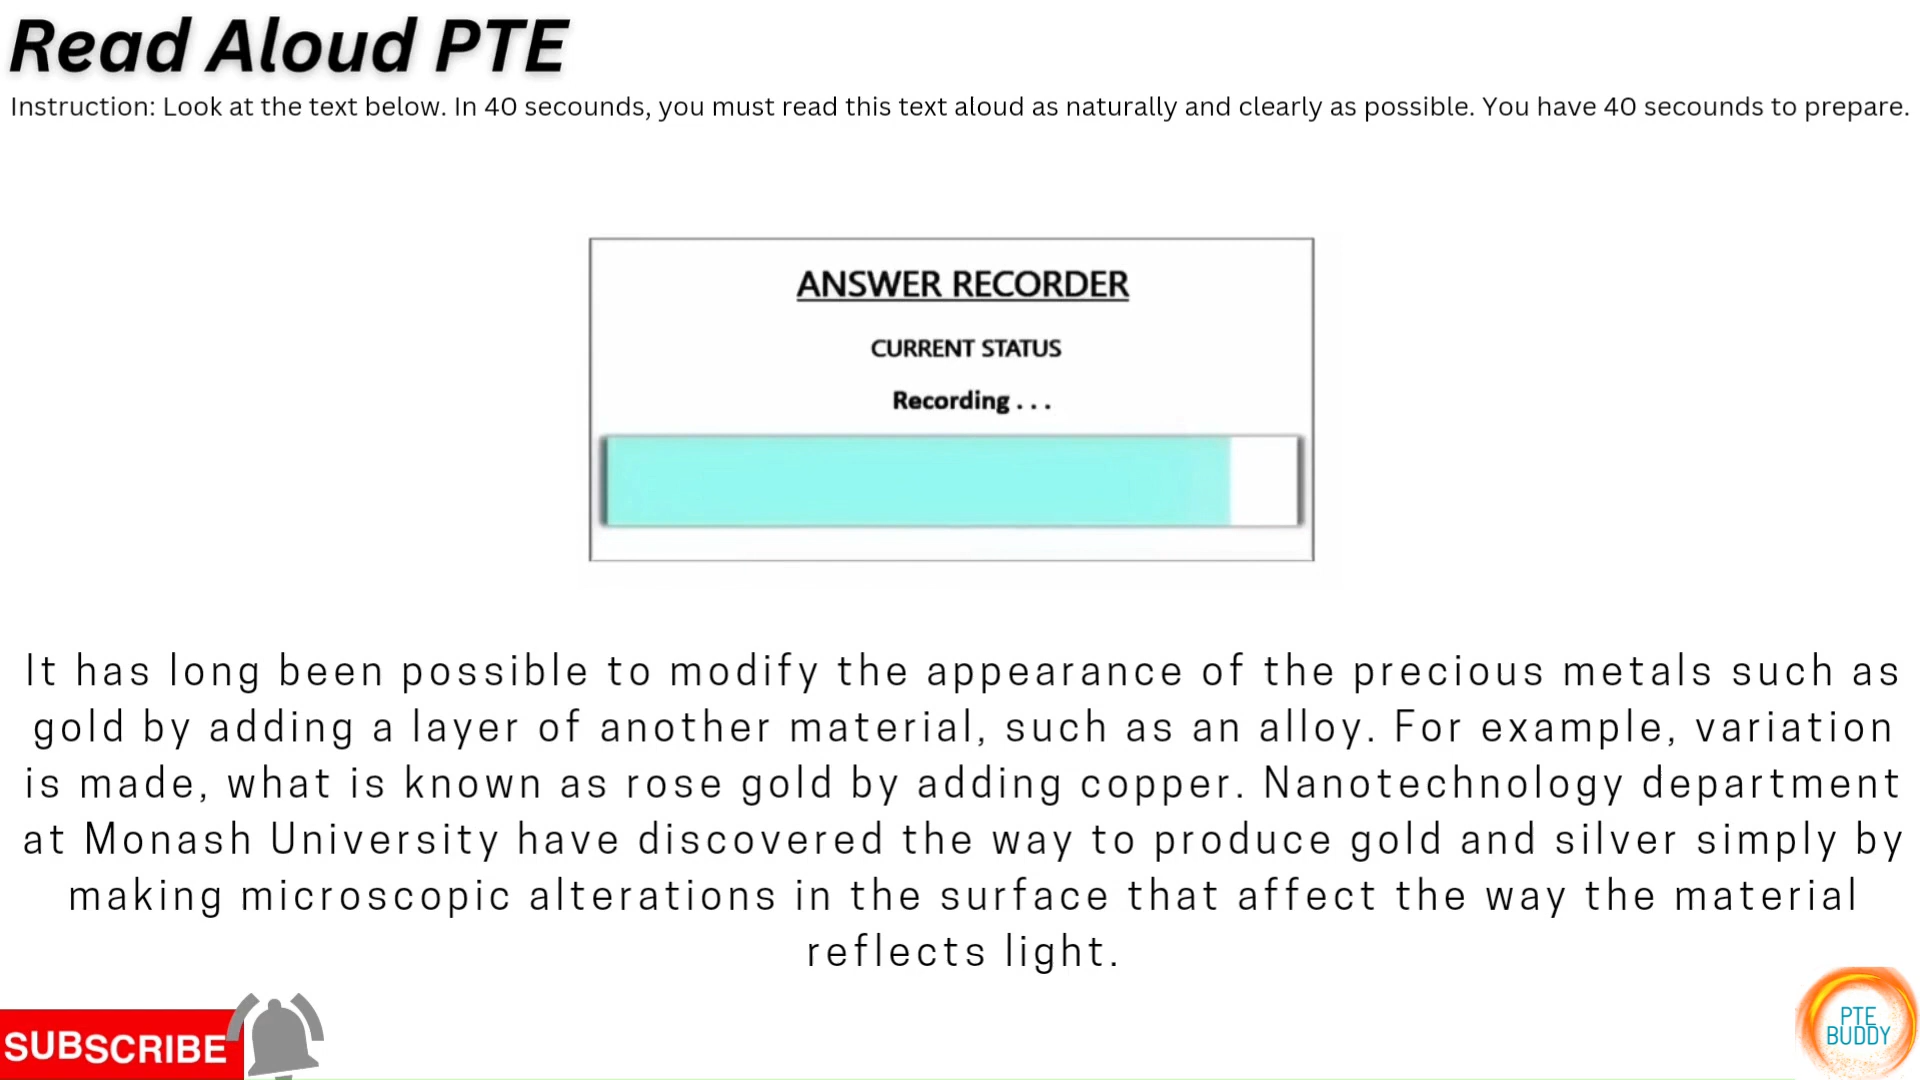 Read Aloud PTE
Instruction: Look at the text below. In 40 secounds, you must read this text aloud as naturally and clearly as possible. You have 40 secounds to prepare.
ANSWER RECORDER
CURRENT STATUS
Recording . . .
It has long been possible to modify the appearance of the precious metals such as
gold by adding a layer of another material, such as an alloy. For example, variation
is made, what is known as rose gold by adding copper. Nanotechnology department
at Monash University have discovered the way to produce gold and silver simply by
making microscopic alterations in the surface that affect the way the material
reflects light.
SUBSCRIBE
PTE
BUDDY